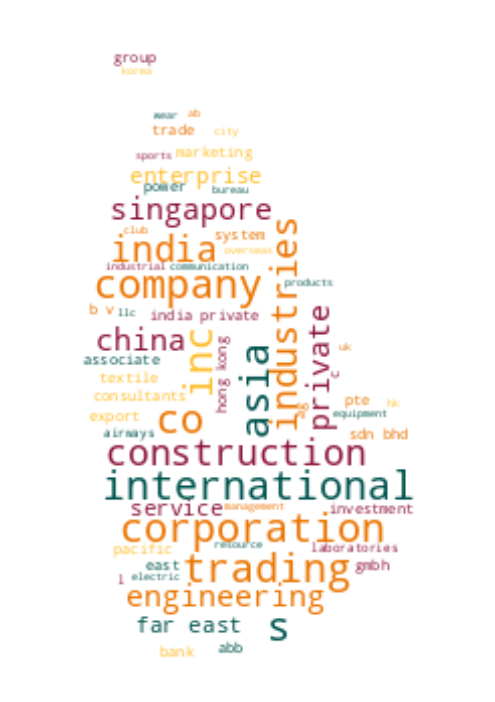 group
korea
wear ab
trade city
sports marketing
enterprise
power bureau
singapore
club system
india overseas
industrial communication
company products
industries
b v llc india private
private
china inc hong kong asia uk
associate
textile c
consultants pte hk
export co ag equipment
airways sdn bhd
construction
international
service management investment
corporation
pacific resource laboratories
east trading gmbh
l electric
engineering
far east s
bank abb